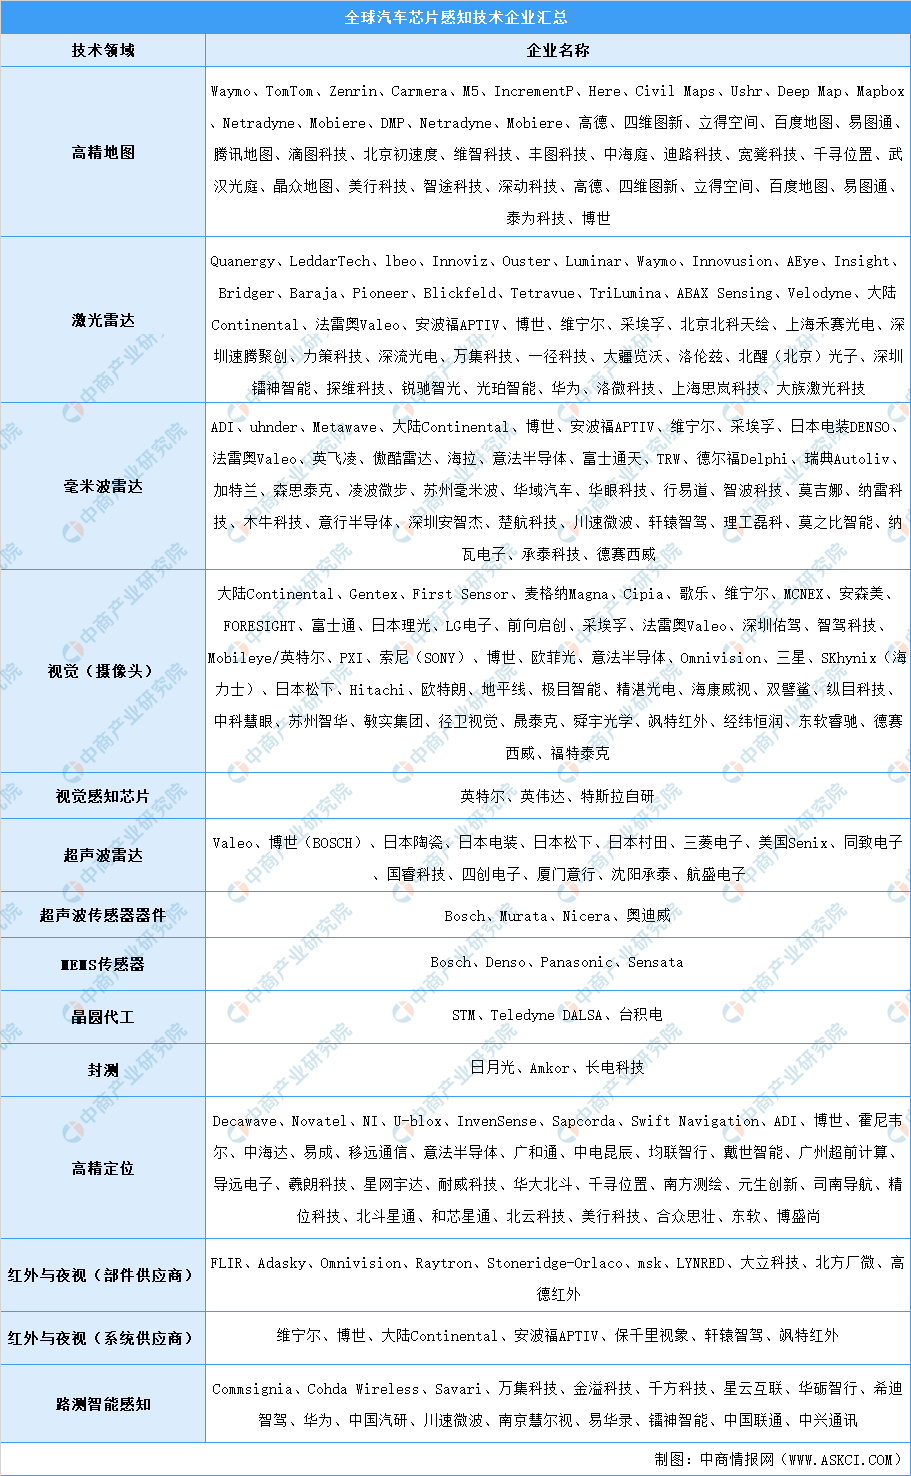 全球汽车芯片感知技术企业汇总
技术领域
企业名称
高精地图
Waymo、TomTom、Zenrin、Carmera、M5、IncrementP、Here、Civil Maps、Ushr、Deep Map、Mapbox
、Netradyne、Mobiere、DMP、Netradyne、Mobiere、高德、四维图新、立得空间、百度地图、易图通、
腾讯地图、滴图科技、北京初速度、维智科技、丰图科技、中海庭、迪路科技、宽凳科技、千寻位置、武
汉光庭、晶众地图、美行科技、智途科技、深动科技、高德、四维图新、立得空间、百度地图、易图通、
泰为科技、博世
激光雷达
Quanergy、LeddarTech、lbeo、Innoviz、Ouster、Luminar、Waymo、Innovusion、AEye、Insight、
Bridger、Baraja、Pioneer、Blickfeld、Tetravue、TriLumina、ABAX Sensing、Velodyne、大陆
Continental、法雷奥Valeo、安波福APTIV、博世、维宁尔、采埃孚、北京北科天绘、上海禾赛光电、深
圳速腾聚创、力策科技、深流光电、万集科技、一径科技、大疆览沃、洛伦兹、北醒（北京）光子、深圳
镭神智能、探维科技、锐驰智光、光珀智能、华为、洛微科技、上海思岚科技、大族激光科技
毫米波雷达
ADI、uhnder、Metawave、大陆Continental、博世、安波福APTIV、维宁尔、采埃孚、日本电装DENSO、
法雷奥Valeo、英飞凌、傲酷雷达、海拉、意法半导体、富士通天、TRW、德尔福Delphi、瑞典Autoliv、
加特兰、森思泰克、凌波微步、苏州毫米波、华域汽车、华眼科技、行易道、智波科技、莫吉娜、纳雷科
技、木牛科技、意行半导体、深圳安智杰、楚航科技、川速微波、轩辕智驾、理工磊科、莫之比智能、纳
瓦电子、承泰科技、德赛西威
视觉（摄像头）
大陆Continental、Gentex、First Sensor、麦格纳Magna、Cipia、歌乐、维宁尔、MCNEX、安森美、
FORESIGHT、富士通、日本理光、LG电子、前向启创、采埃孚、法雷奥Valeo、深圳佑驾、智驾科技、
Mobileye/英特尔、PXI、索尼（SONY）、博世、欧菲光、意法半导体、Omnivision、三星、SKhynix（海
力士）、日本松下、Hitachi、欧特朗、地平线、极目智能、精湛光电、海康威视、双譬鲨、纵目科技、
中科慧眼、苏州智华、敏实集团、径卫视觉、晟泰克、舜宇光学、飒特红外、经纬恒润、东软睿驰、德赛
西威、福特泰克
视觉感知芯片
英特尔、英伟达、特斯拉自研
超声波雷达
Valeo、博世（BOSCH）、日本陶瓷、日本电装、日本松下、日本村田、三菱电子、美国Senix、同致电子
、国睿科技、四创电子、厦门意行、沈阳承泰、航盛电子
超声波传感器器件
Bosch、Murata、Nicera、奥迪威
MEMS传感器
Bosch、Denso、Panasonic、Sensata
晶圆代工
STM、Teledyne DALSA、台积电
封测
日月光、Amkor、长电科技
高精定位
Decawave、Novatel、NI、U-blox、InvenSense、Sapcorda、Swift Navigation、ADI、博世、霍尼韦
尔、中海达、易成、移远通信、意法半导体、广和通、中电昆辰、均联智行、戴世智能、广州超前计算、
导远电子、羲朗科技、星网宇达、耐威科技、华大北斗、千寻位置、南方测绘、元生创新、司南导航、精
位科技、北斗星通、和芯星通、北云科技、美行科技、合众思壮、东软、博盛尚
红外与夜视（部件供应商）
FLIR、Adasky、Omnivision、Raytron、Stoneridge-Orlaco、msk、LYNRED、大立科技、北方广微、高
德红外
红外与夜视（系统供应商）
维宁尔、博世、大陆Continental、安波福APTIV、保千里视象、轩辕智驾、飒特红外
路测智能感知
Commsignia、Cohda Wireless、Savari、万集科技、金溢科技、千方科技、星云互联、华砺智行、希迪
智驾、华为、中国汽研、川速微波、南京慧尔视、易华录、镭神智能、中国联通、中兴通讯
制图：中商情报网（WWW.ASKCI.COM）